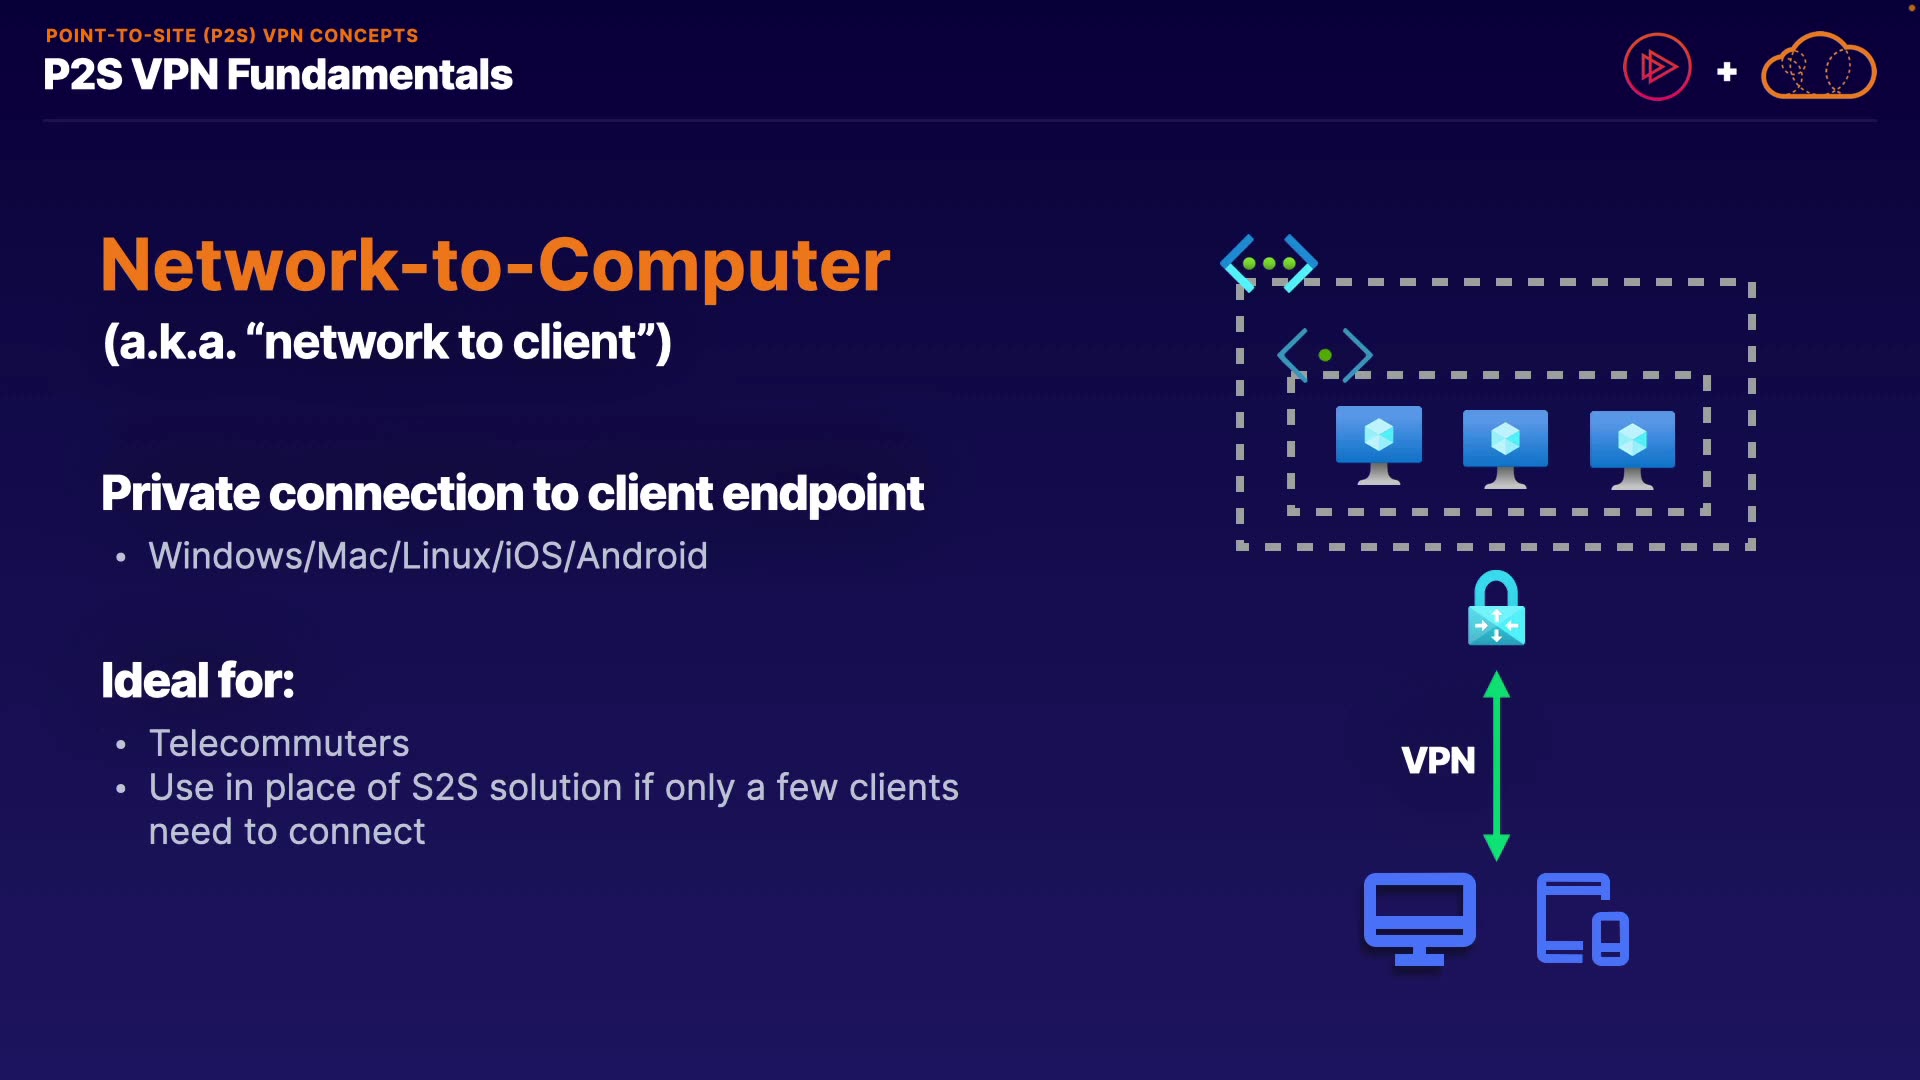 POINT-TO-SITE (P2S) VPN CONCEPTS
P2S VPN Fundamentals
Network-to-Computer
(a.k.a. “network to client”)
Private connection to client endpoint
• Windows/Mac/Linux/iOS/Android
Ideal for:
• Telecommuters
• Use in place of S2S solution if only a few clients
need to connect
VPN